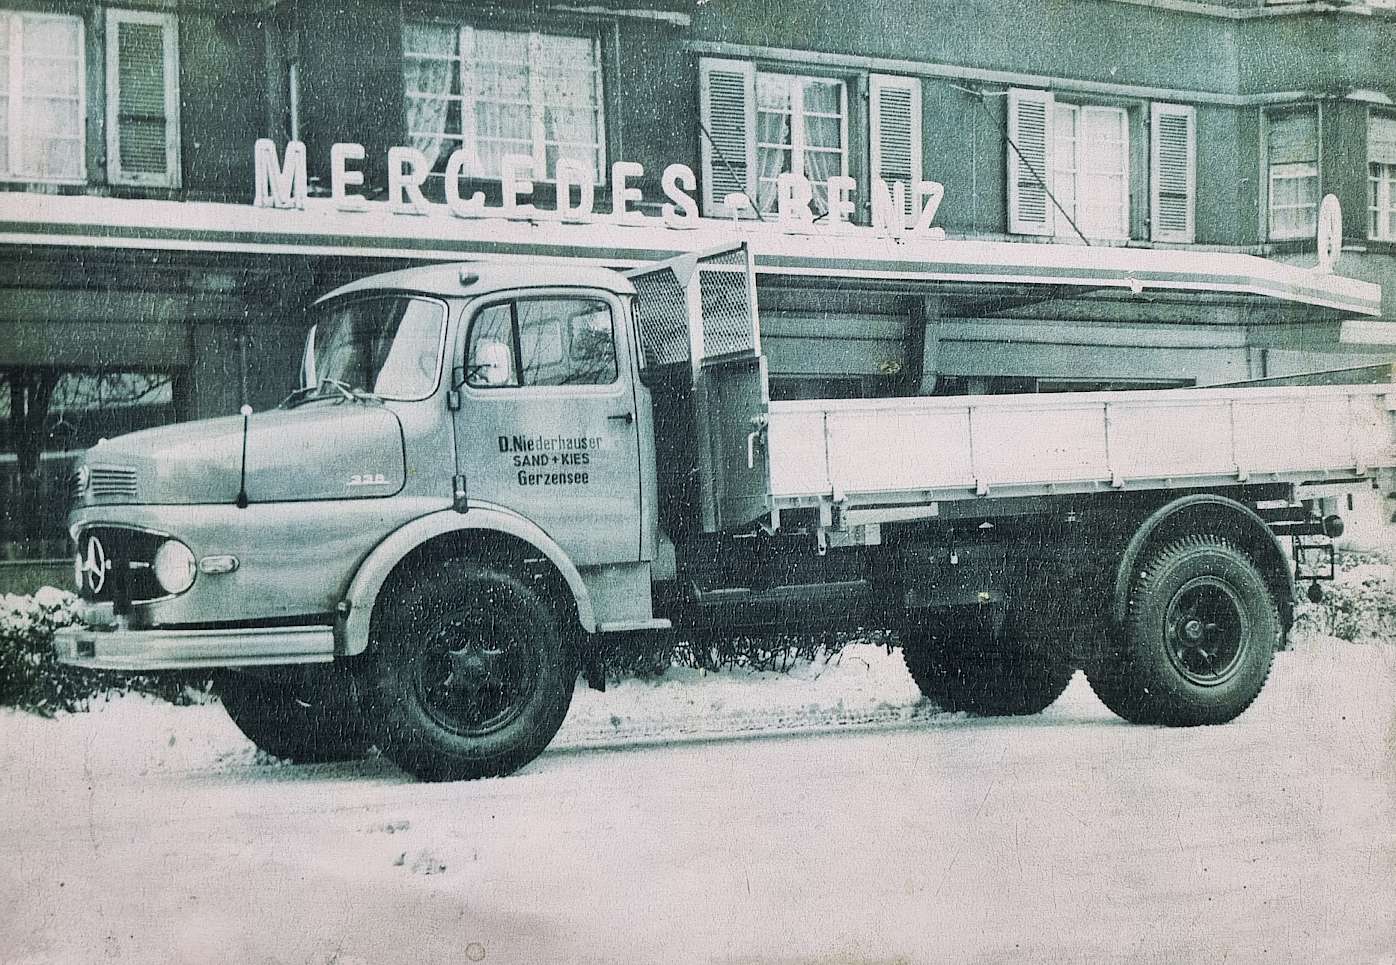 MERCEDES-BENZ
D.Niederhauser
SAND+KIES
Gerzensee